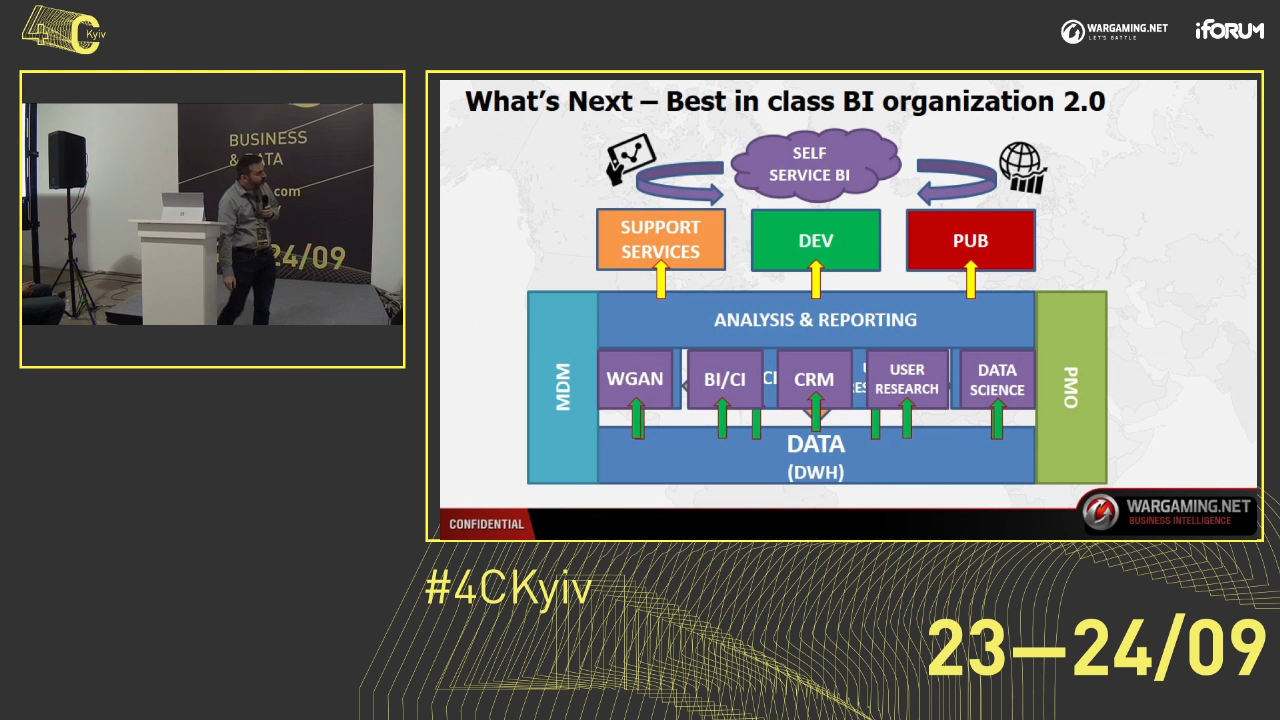 4C Kyiv
WARGAMING.NET
LET'S BATTLE
iFORUM
BUSINESS
& DATA
.com
24/09
What's Next – Best in class BI organization 2.0
SELF
SERVICE BI
SUPPORT
SERVICES
DEV
PUB
ANALYSIS & REPORTING
MDM
WGAN
BI/CI
CI
CRM
USER
RESEARCH
DATA
SCIENCE
PMO
DATA
(DWH)
CONFIDENTIAL
WARGAMING.NET
BUSINESS INTELLIGENCE
#4CKyiv
23—24/09